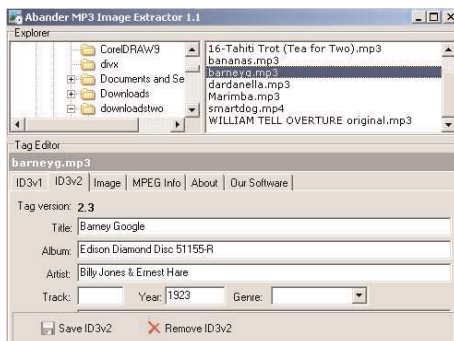 Abander MP3 Image Extractor 1.1
Explorer
CorelDRAW9
divx
Documents and Se
Downloads
downloadstwo
16-Tahiti Trot (Tea for Two).mp3
bananas.mp3
barneyg.mp3
dardanella.mp3
Marimba.mp3
smartdog.mp4
WILLIAM TELL OVERTURE original.mp3
Tag Editor
barneyg.mp3
ID3v1 ID3v2 Image MPEG Info About Our Software
Tag version: 2.3
Title: Barney Google
Album: Edison Diamond Disc 51155-R
Artist: Billy Jones & Ernest Hare
Track: Year: 1923 Genre:
Save ID3v2 Remove ID3v2